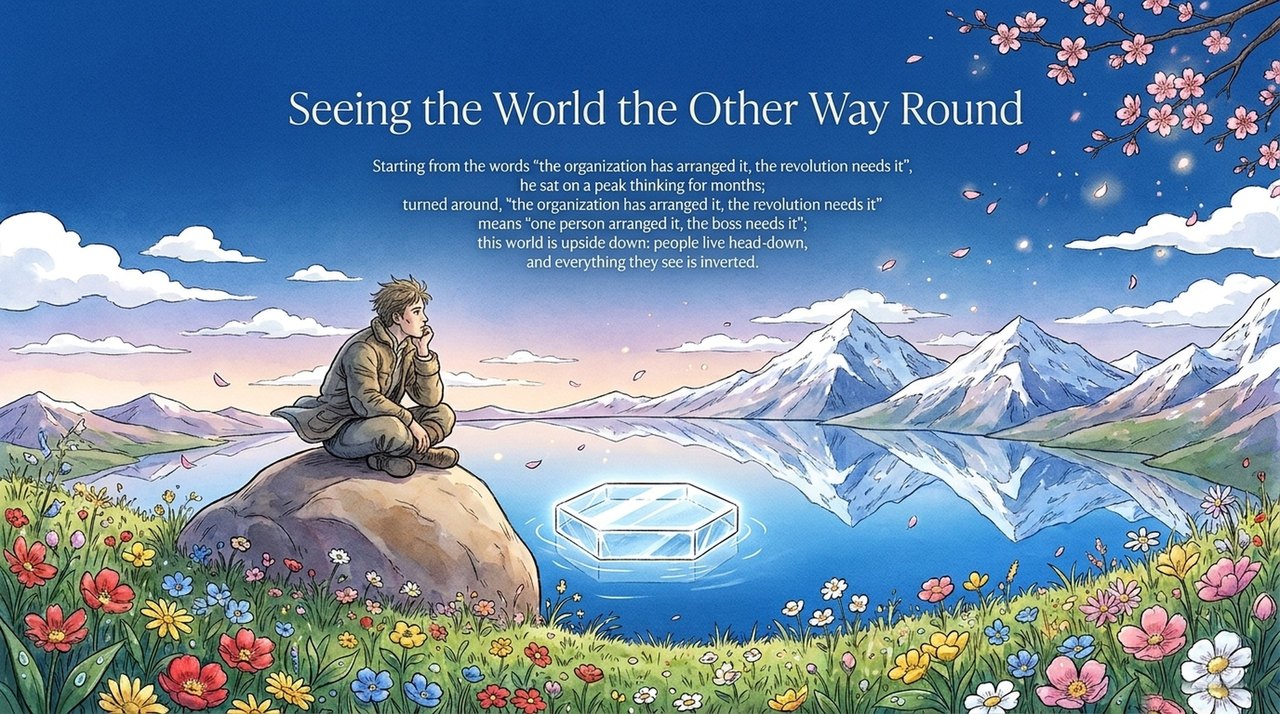 Seeing the World the Other Way Round
Starting from the words “the organization has arranged it, the revolution needs it”,
he sat on a peak thinking for months;
turned around, “the organization has arranged it, the revolution needs it”
means “one person arranged it, the boss needs it”;
this world is upside down: people live head-down,
and everything they see is inverted.